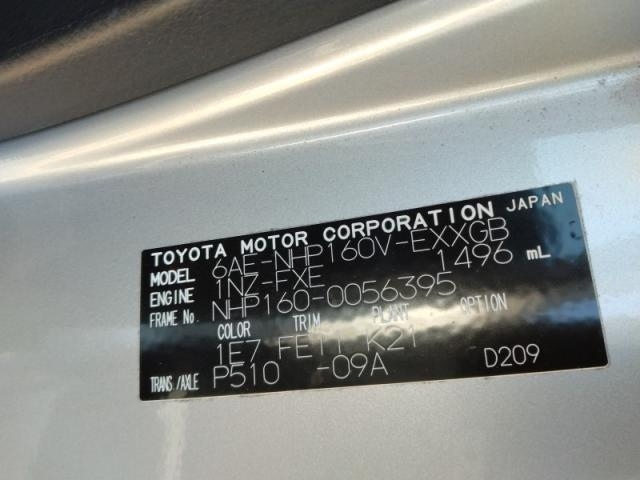 TOYOTA MOTOR CORPORATION JAPAN
MODEL 6AE-NHP160V-EXXGB
ENGINE 1NZ-FXE 1496 mL
FRAME No. NHP160-0056395
COLOR TRIM PLANT OPTION
1E7 FE11 K21
TRANS/AXLE P510 -09A D209